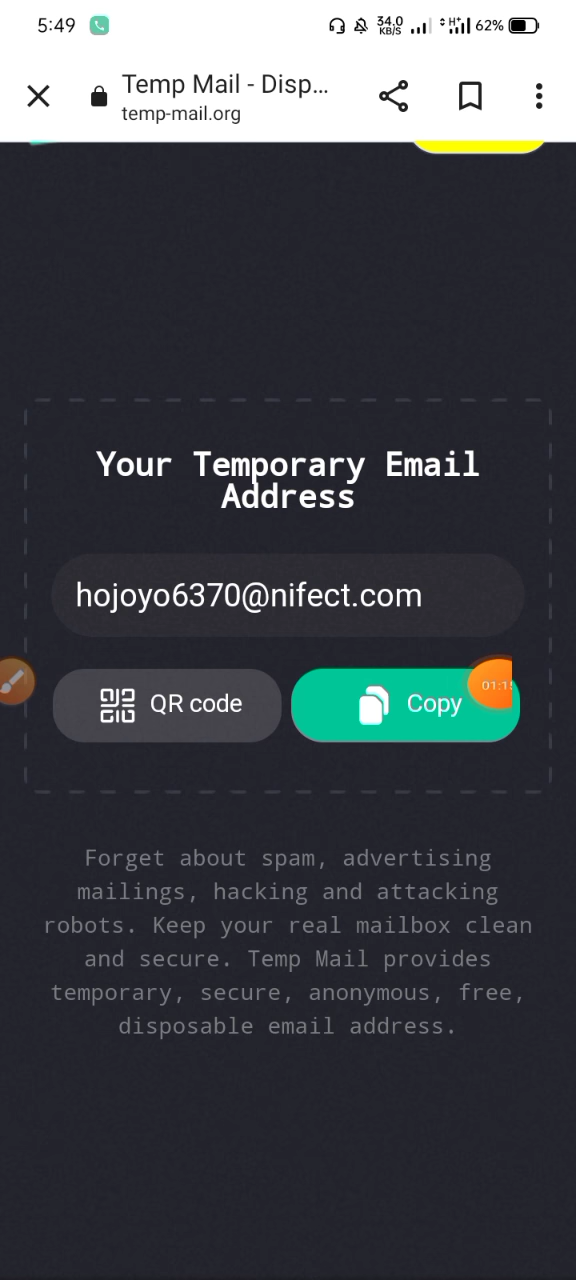 5:49
34.0
KB/S
H+
62%
Temp Mail - Disp...
temp-mail.org
Your Temporary Email
Address
hojoyo6370@nifect.com
QR code
Copy
Forget about spam, advertising
mailings, hacking and attacking
robots. Keep your real mailbox clean
and secure. Temp Mail provides
temporary, secure, anonymous, free,
disposable email address.